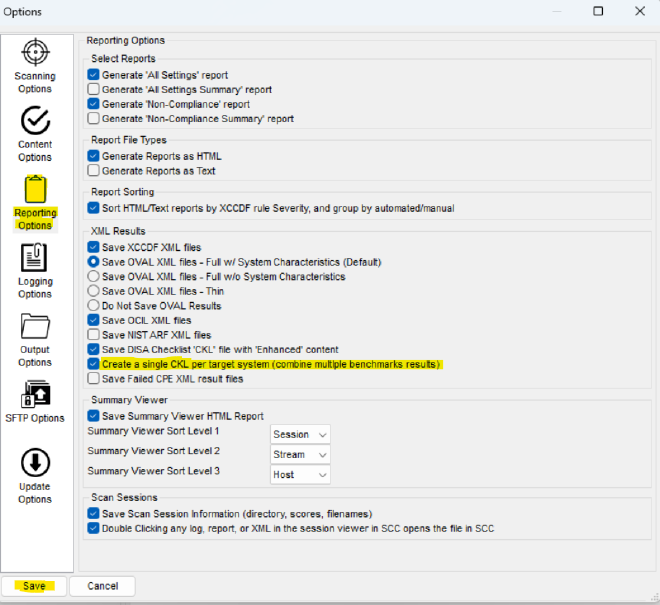 Options
Scanning
Options
Content
Options
Reporting
Options
Logging
Options
Output
Options
SFTP Options
Update
Options
Reporting Options
Select Reports
Generate 'All Settings' report
Generate 'All Settings Summary' report
Generate 'Non-Compliance' report
Generate 'Non-Compliance Summary' report
Report File Types
Generate Reports as HTML
Generate Reports as Text
Report Sorting
Sort HTML/Text reports by XCCDF rule Severity, and group by automated/manual
XML Results
Save XCCDF XML files
Save OVAL XML files - Full w/ System Characteristics (Default)
Save OVAL XML files - Full w/o System Characteristics
Save OVAL XML files - Thin
Do Not Save OVAL Results
Save OCIL XML files
Save NIST ARF XML files
Save DISA Checklist 'CKL' file with 'Enhanced' content
Create a single CKL per target system (combine multiple benchmarks results)
Save Failed CPE XML result files
Summary Viewer
Save Summary Viewer HTML Report
Summary Viewer Sort Level 1 Session
Summary Viewer Sort Level 2 Stream
Summary Viewer Sort Level 3 Host
Scan Sessions
Save Scan Session Information (directory, scores, filenames)
Double Clicking any log, report, or XML in the session viewer in SCC opens the file in SCC
Save Cancel